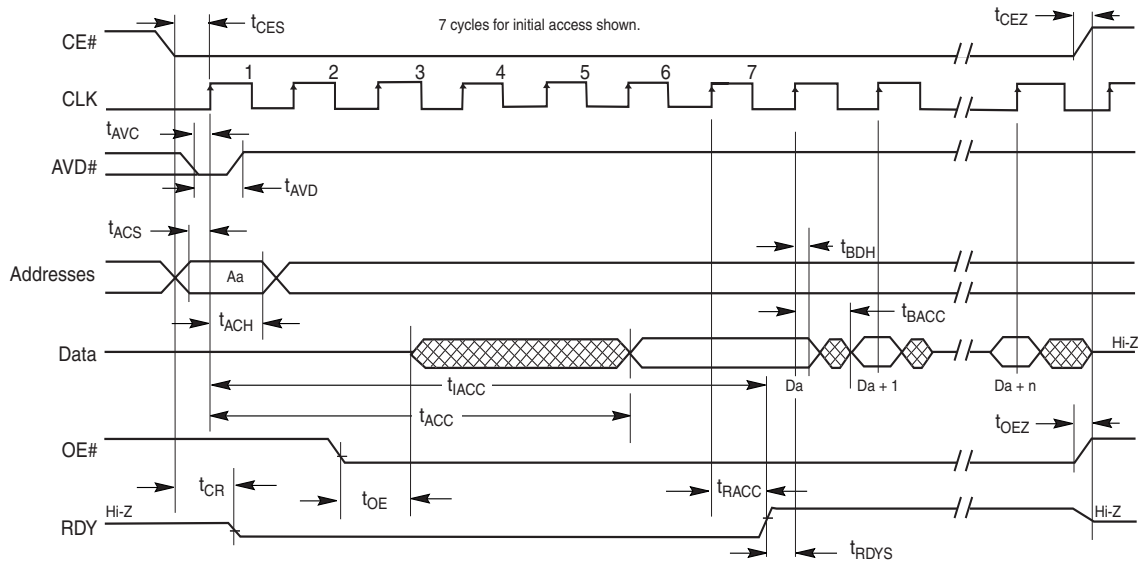 7 cycles for initial access shown.
tCES
tCEZ
CE#
1 2 3 4 5 6 7
CLK
tAVC
AVD#
tAVD
tACS
tBDH
Addresses
Aa
tACH
tBACC
Data
Hi-Z
tIACC
Da
Da + 1
Da + n
tACC
OE#
tOEZ
tCR
tOE
tRACC
Hi-Z
RDY
Hi-Z
tRDYS